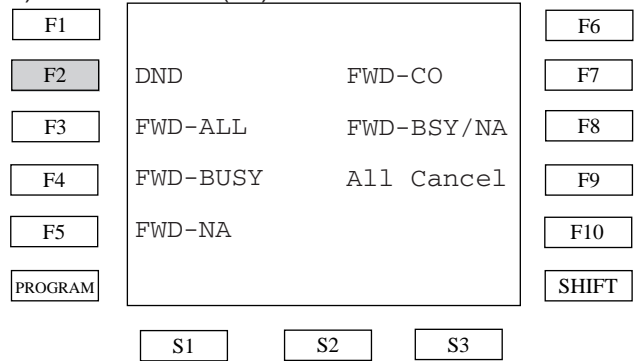 F1 F6
F2 DND FWD-CO F7
F3 FWD-ALL FWD-BSY/NA F8
F4 FWD-BUSY All Cancel F9
F5 FWD-NA F10
PROGRAM SHIFT
S1 S2 S3